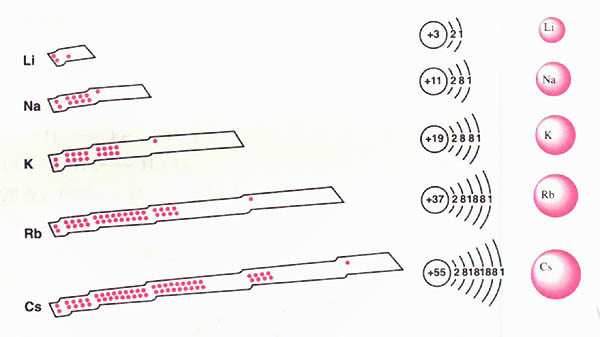 Li +3 2 1 Li
Na +11 2 8 1 Na
K +19 2 8 8 1 K
Rb +37 2 8 18 8 1 Rb
Cs +55 2 8 18 18 8 1 Cs